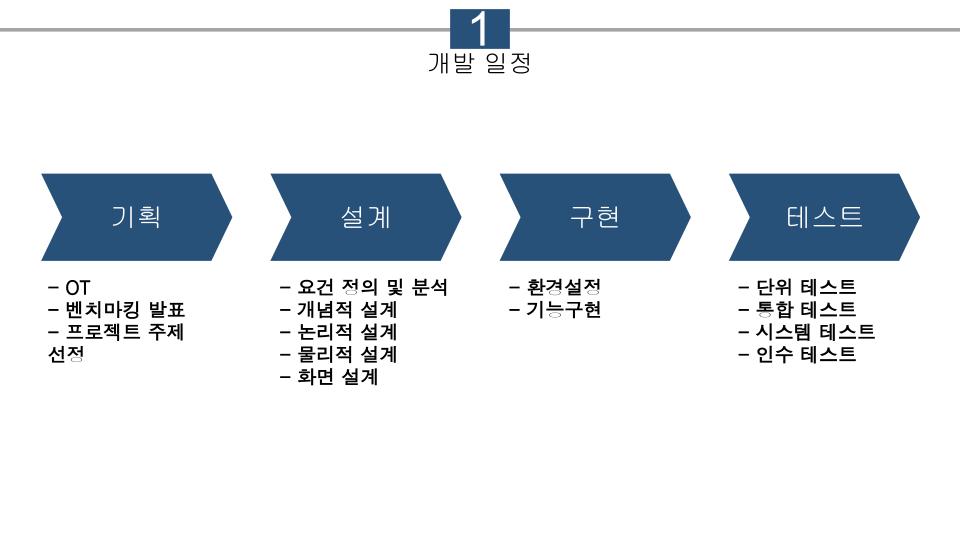 1
개발 일정
기획
설계
구현
테스트
- OT
- 벤치마킹 발표
- 프로젝트 주제
선정
- 요건 정의 및 분석
- 개념적 설계
- 논리적 설계
- 물리적 설계
- 화면 설계
- 환경설정
- 기능구현
- 단위 테스트
- 통합 테스트
- 시스템 테스트
- 인수 테스트